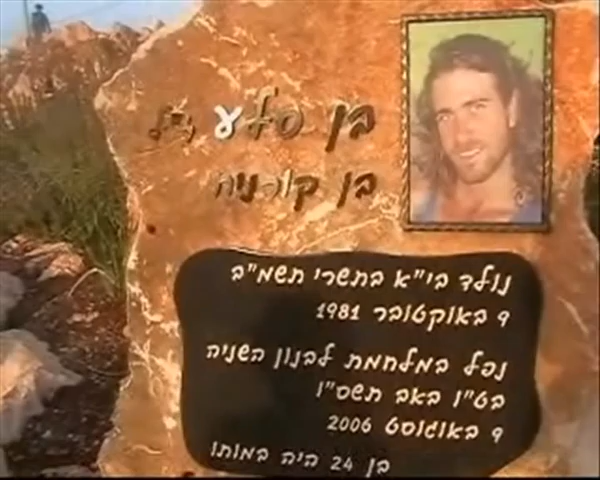 בן סלע ז"ל
בן קורניה
נולד בי"א בתשרי תשמ"ב
9 באוקטובר 1981
נפל במלחמת לבנון השניה
בט"ו באב תשס"ו
9 באוגוסט 2006
בן 24 היה במותו